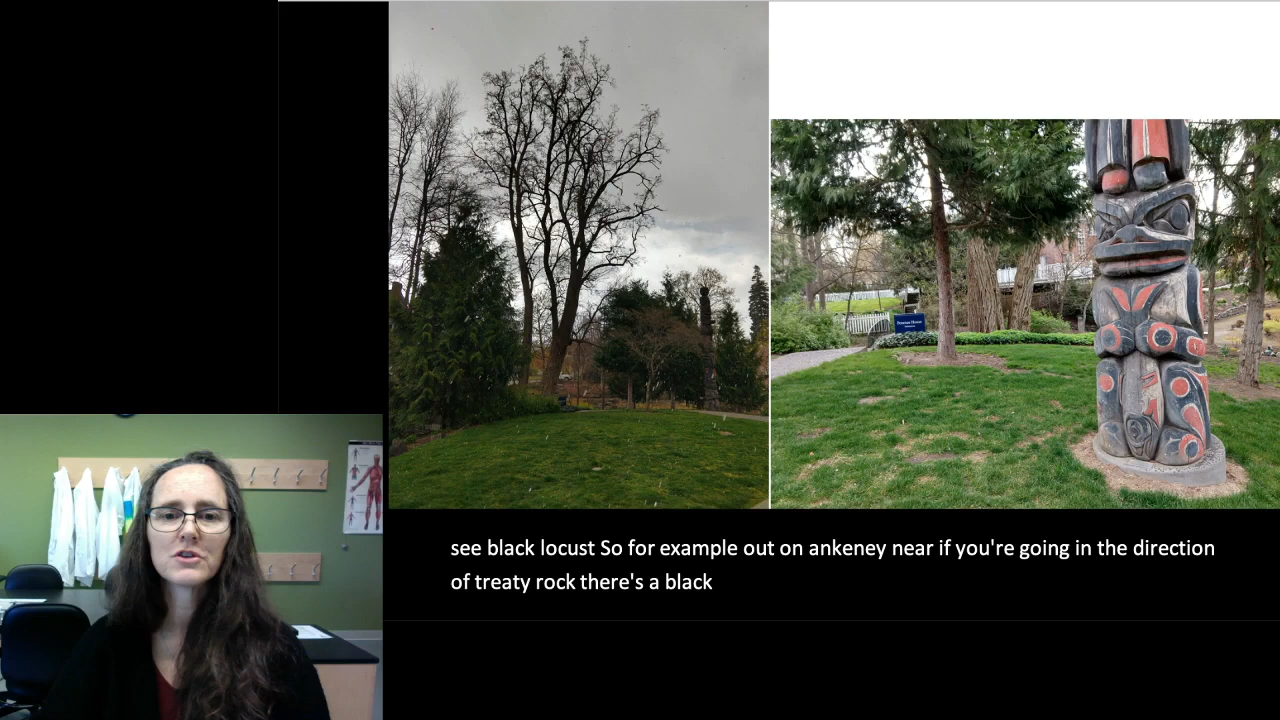 see black locust So for example out on ankeney near if you're going in the direction
of treaty rock there's a black